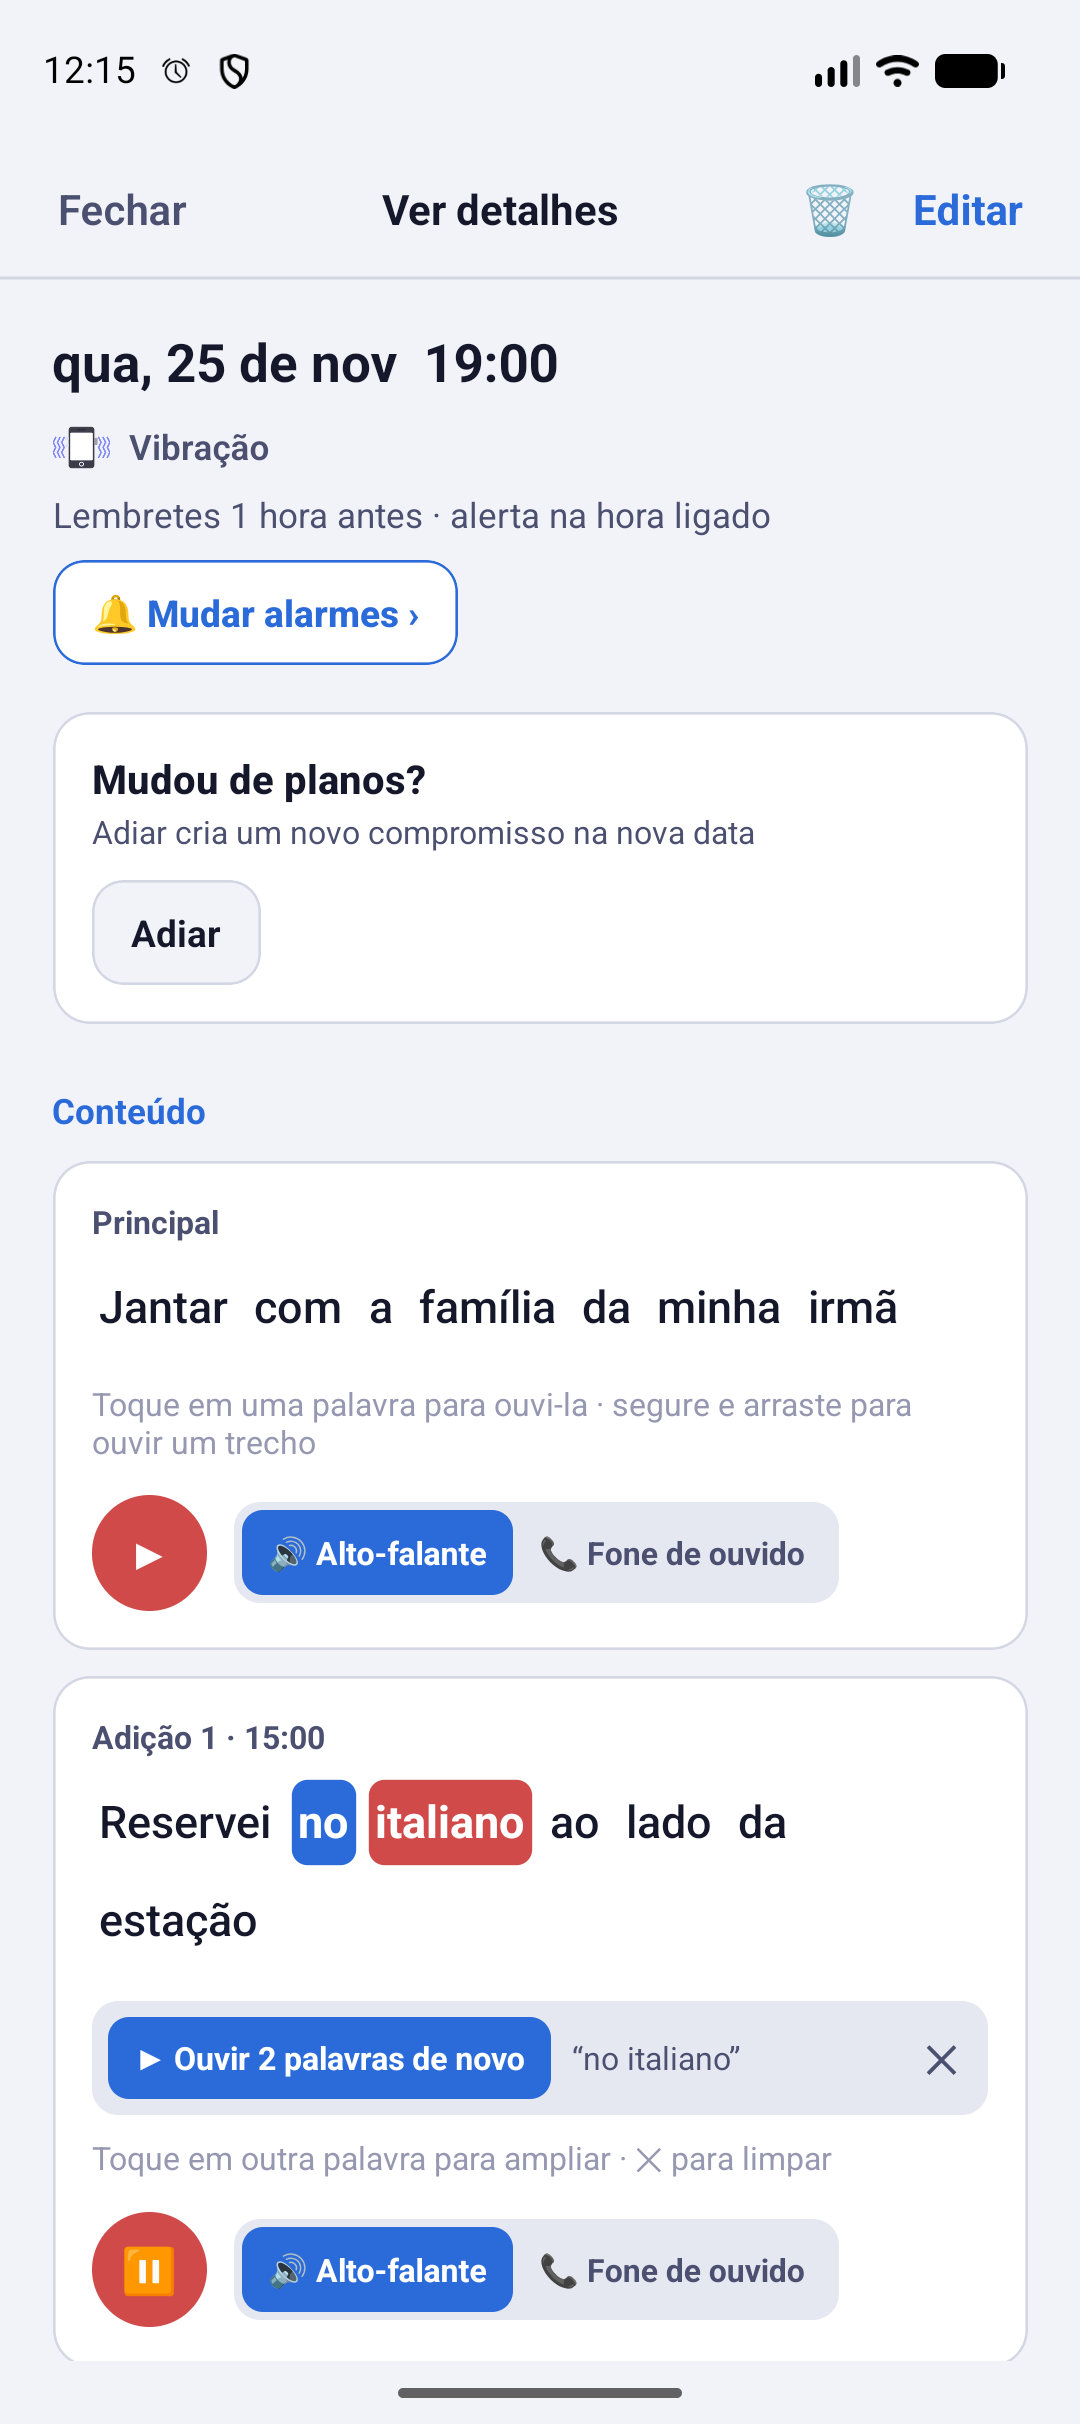 12:15
Fechar
Ver detalhes
Editar
qua, 25 de nov 19:00
Vibração
Lembretes 1 hora antes · alerta na hora ligado
🔔 Mudar alarmes ›
Mudou de planos?
Adiar cria um novo compromisso na nova data
Adiar
Conteúdo
Principal
Jantar com a família da minha irmã
Toque em uma palavra para ouvi-la · segure e arraste para
ouvir um trecho
▶
🔊 Alto-falante
📞 Fone de ouvido
Adição 1 · 15:00
Reservei no italiano ao lado da
estação
▶ Ouvir 2 palavras de novo
“no italiano”
✕
Toque em outra palavra para ampliar · ✕ para limpar
⏸
🔊 Alto-falante
📞 Fone de ouvido